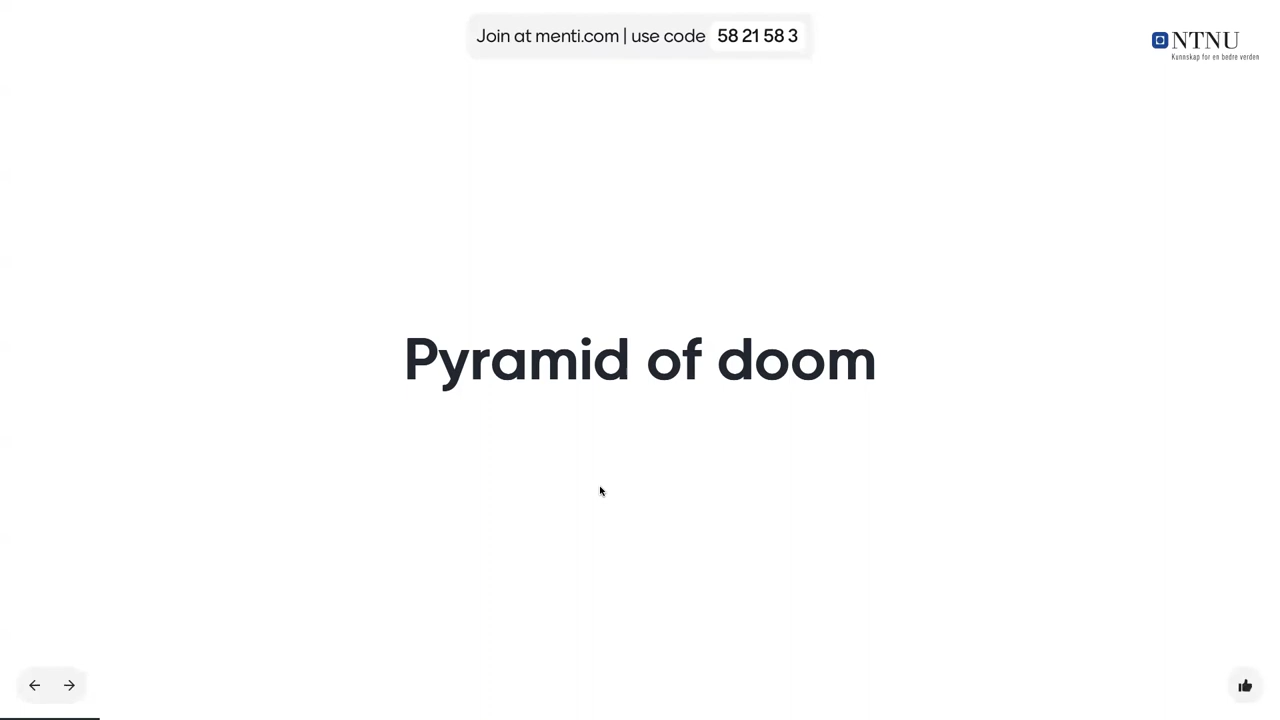 Join at menti.com | use code 58 21 58 3
NTNU
Kunnskap for en bedre verden
Pyramid of doom